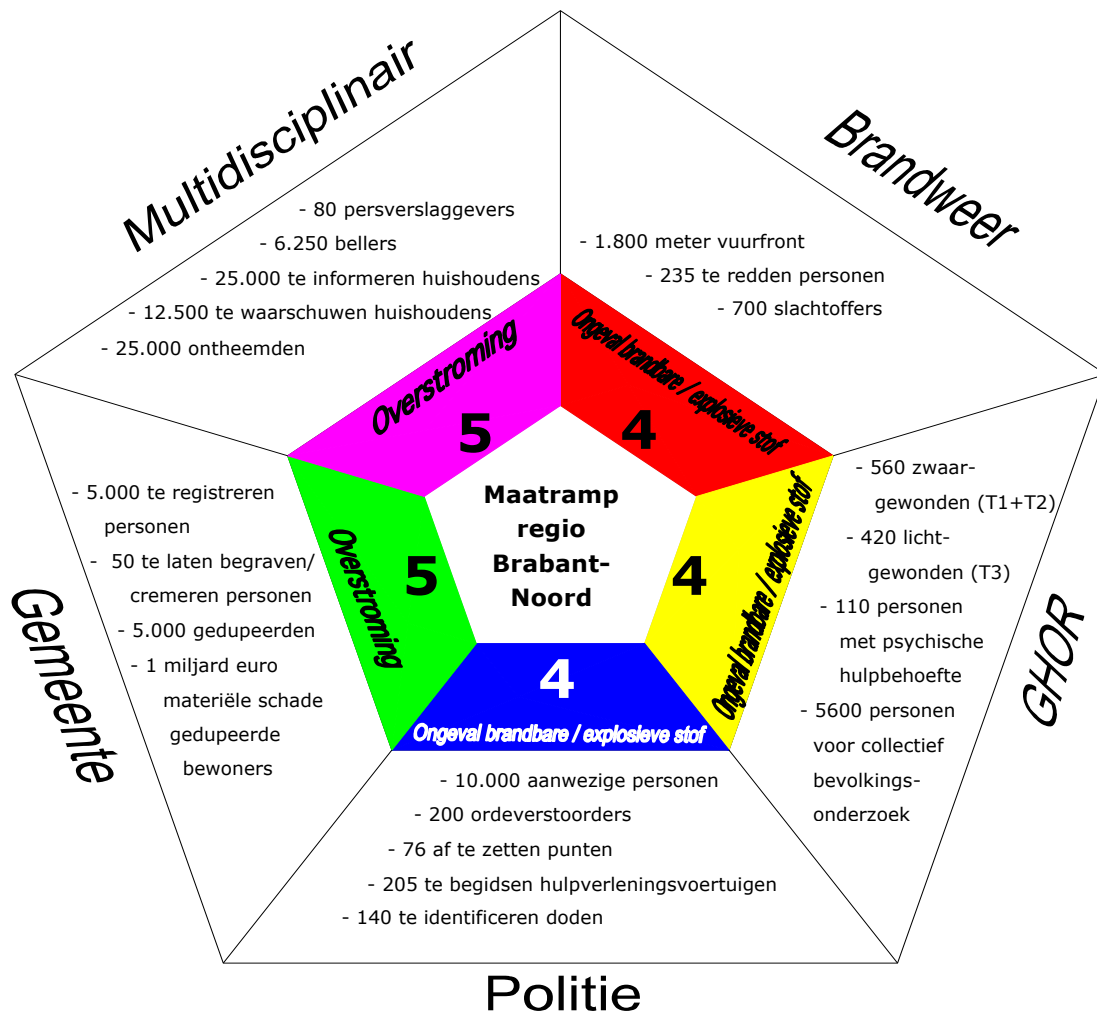 Multidisciplinair
- 80 persverslaggevers
- 6.250 bellers
- 25.000 te informeren huishoudens
- 12.500 te waarschuwen huishoudens
- 25.000 ontheemden
Overstroming
5
Brandweer
- 1.800 meter vuurfront
- 235 te redden personen
- 700 slachtoffers
Ongeval brandbare / explosieve stof
4
Maatramp
regio
Brabant-
Noord
GHOR
- 560 zwaar-
gewonden (T1+T2)
- 420 licht-
gewonden (T3)
- 110 personen
met psychische
hulpbehoefte
- 5600 personen
voor collectief
bevolkings-
onderzoek
Ongeval brandbare / explosieve stof
4
Gemeente
- 5.000 te registreren
personen
- 50 te laten begraven/
cremeren personen
- 5.000 gedupeerden
- 1 miljard euro
materiële schade
gedupeerde
bewoners
Overstroming
5
4
Ongeval brandbare / explosieve stof
- 10.000 aanwezige personen
- 200 ordeverstoorders
- 76 af te zetten punten
- 205 te begidsen hulpverleningsvoertuigen
- 140 te identificeren doden
Politie